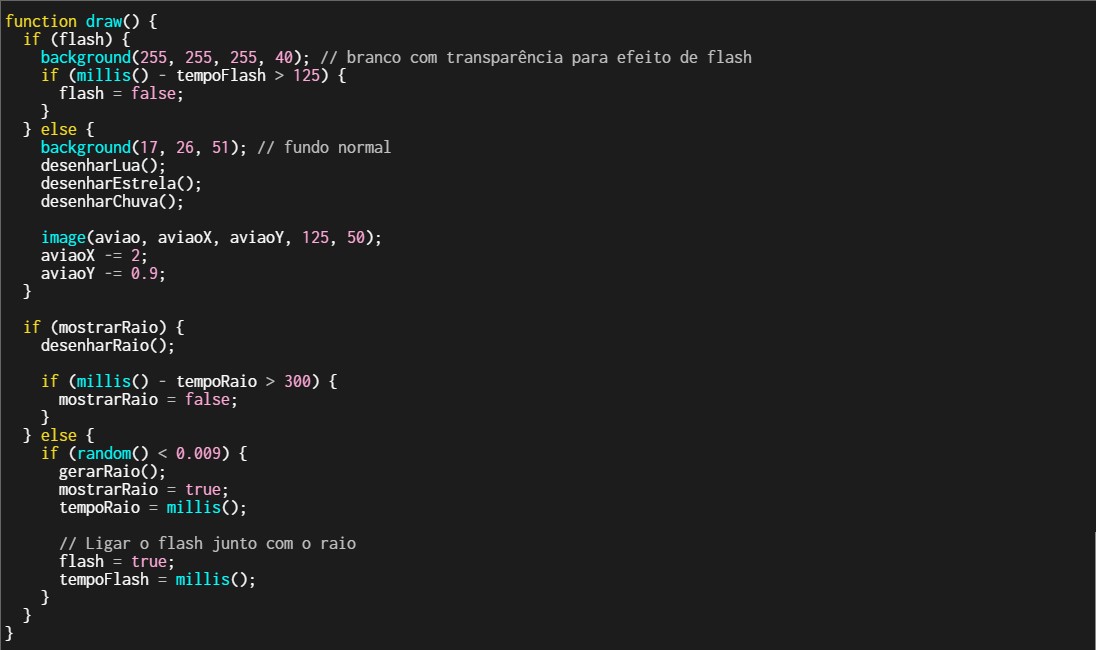 function draw() {
  if (flash) {
    background(255, 255, 255, 40); // branco com transparência para efeito de flash
    if (millis() - tempoFlash > 125) {
      flash = false;
    }
  } else {
    background(17, 26, 51); // fundo normal
    desenharLua();
    desenharEstrela();
    desenharChuva();

    image(aviao, aviaoX, aviaoY, 125, 50);
    aviaoX -= 2;
    aviaoY -= 0.9;
  }

  if (mostrarRaio) {
    desenharRaio();

    if (millis() - tempoRaio > 300) {
      mostrarRaio = false;
    }
  } else {
    if (random() < 0.009) {
      gerarRaio();
      mostrarRaio = true;
      tempoRaio = millis();

      // Ligar o flash junto com o raio
      flash = true;
      tempoFlash = millis();
    }
  }
}